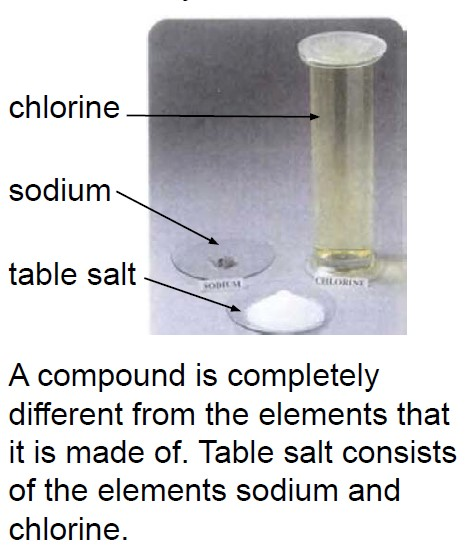 chlorine
sodium
table salt
SODIUM
CHLORINE
A compound is completely
different from the elements that
it is made of. Table salt consists
of the elements sodium and
chlorine.